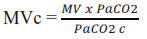 MVc = MV x PaCO2 / PaCO2 c